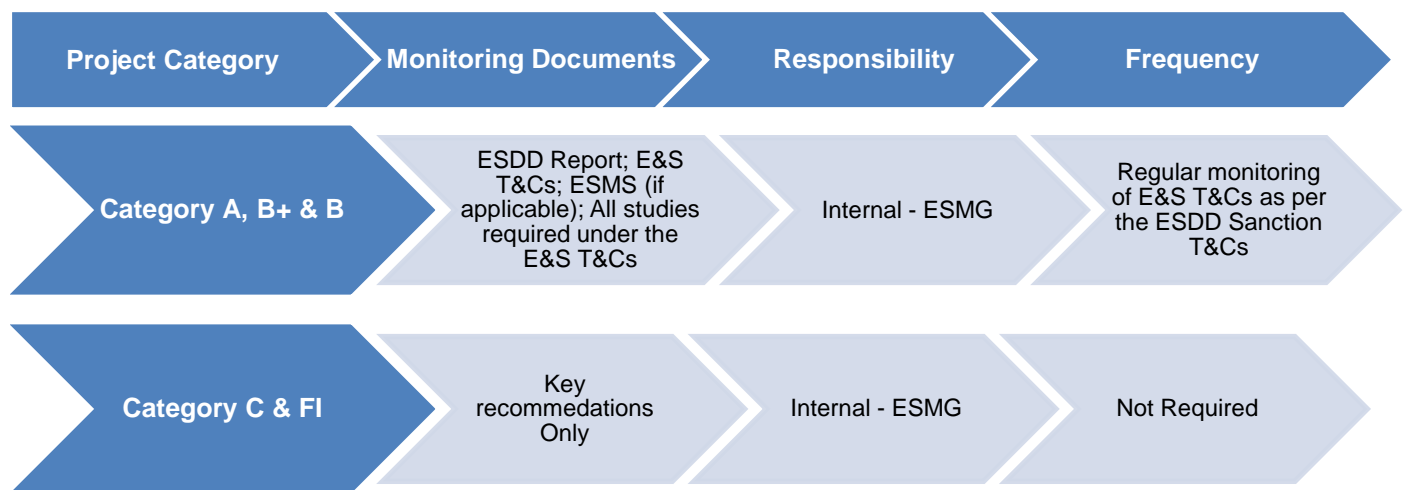 Project Category
Monitoring Documents
Responsibility
Frequency
Category A, B+ & B
ESDD Report; E&S
T&Cs; ESMS (if
applicable); All studies
required under the
E&S T&Cs
Internal - ESMG
Regular monitoring
of E&S T&Cs as per
the ESDD Sanction
T&Cs
Category C & FI
Key
recommedations
Only
Internal - ESMG
Not Required